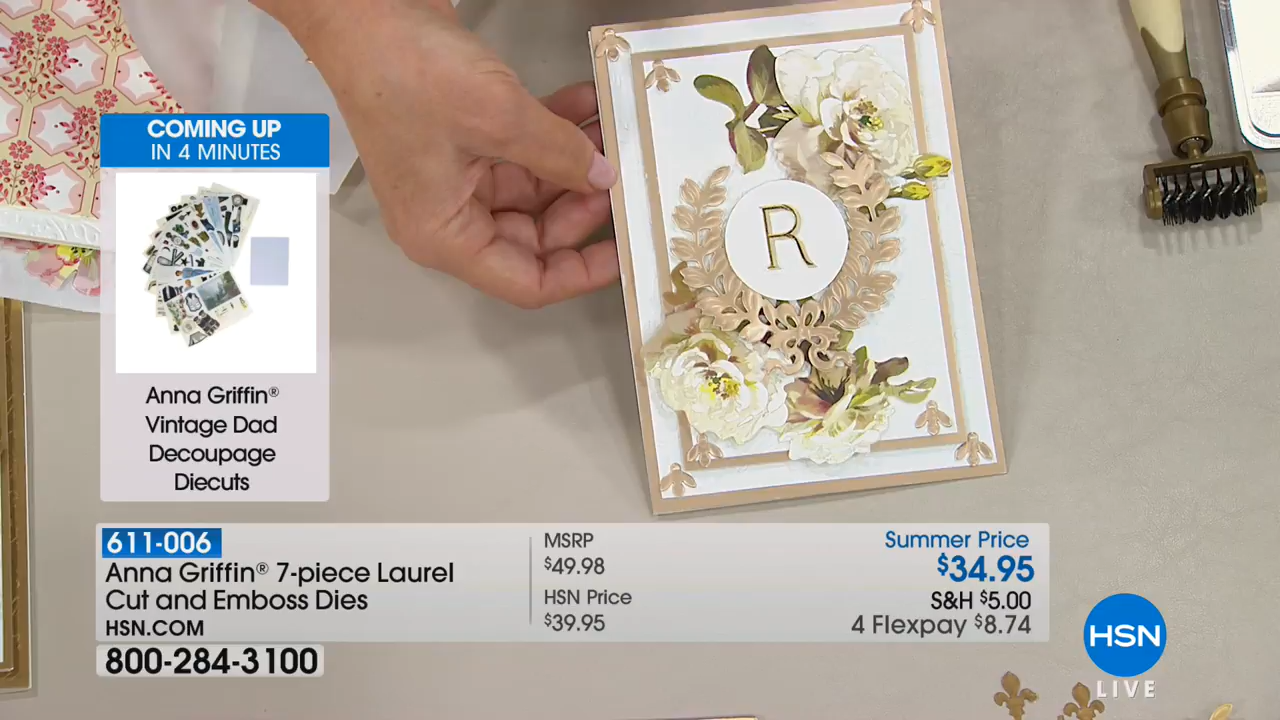 COMING UP
IN 4 MINUTES
Anna Griffin®
Vintage Dad
Decoupage
Diecuts
R
611-006
Anna Griffin® 7-piece Laurel
Cut and Emboss Dies
HSN.COM
800-284-3100
MSRP
$49.98
HSN Price
$39.95
Summer Price
$34.95
S&H $5.00
4 Flexpay $8.74
HSN
LIVE